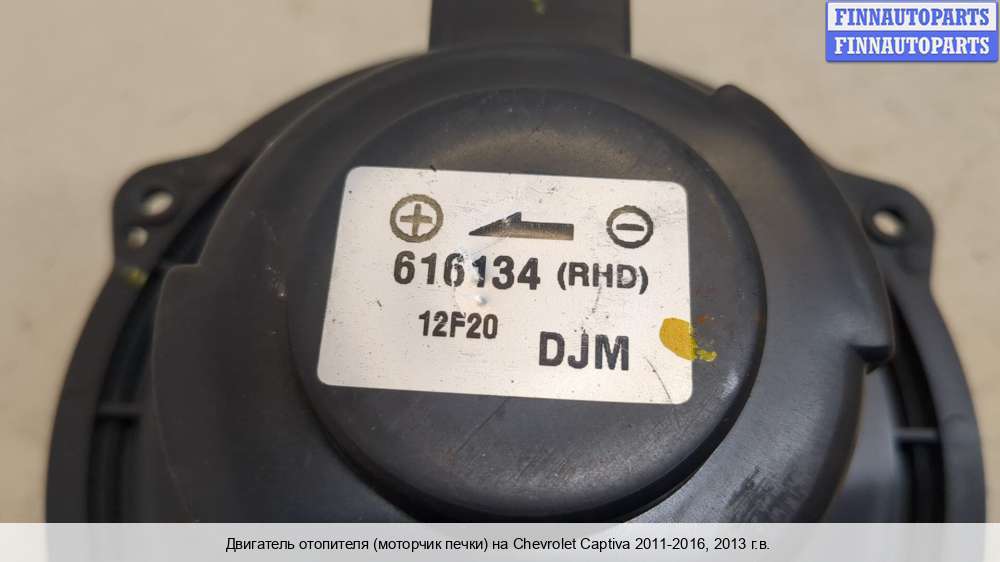 FINNAUTOPARTS
FINNAUTOPARTS
616134 (RHD)
12F20
DJM
Двигатель отопителя (моторчик печки) на Chevrolet Captiva 2011-2016, 2013 г.в.